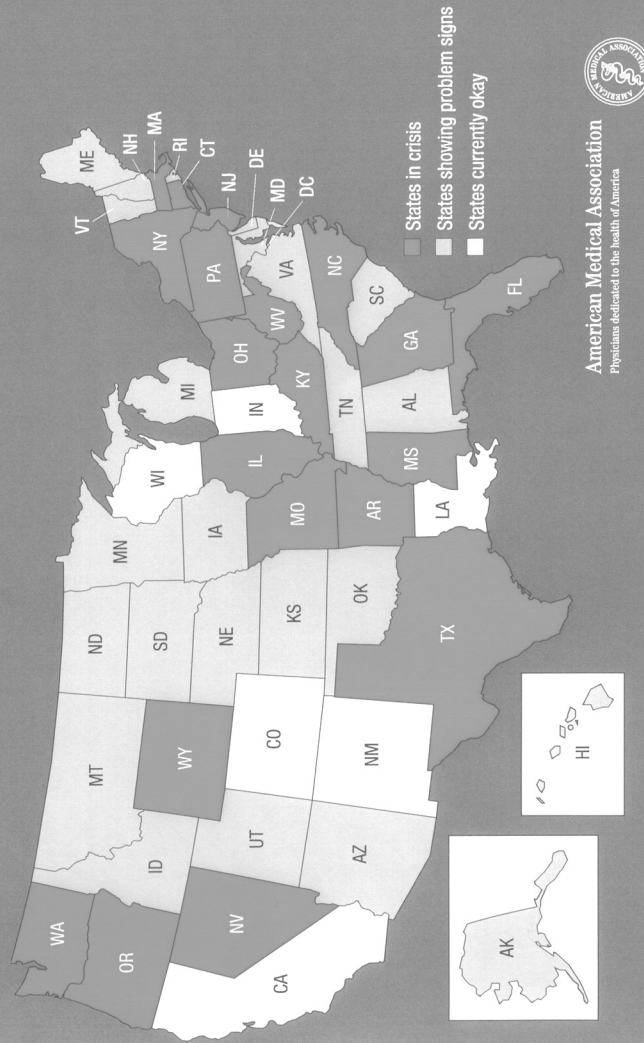 WA
OR
CA
NV
ID
MT
WY
UT
AZ
CO
NM
ND
SD
NE
KS
OK
TX
MN
IA
MO
AR
LA
WI
IL
MI
IN
OH
KY
TN
MS
AL
GA
FL
SC
NC
VA
WV
PA
NY
VT
ME
NH
MA
RI
CT
NJ
DE
MD
DC
AK
HI
States in crisis
States showing problem signs
States currently okay
American Medical Association
Physicians dedicated to the health of America
AMERICAN MEDICAL ASSOCIATION